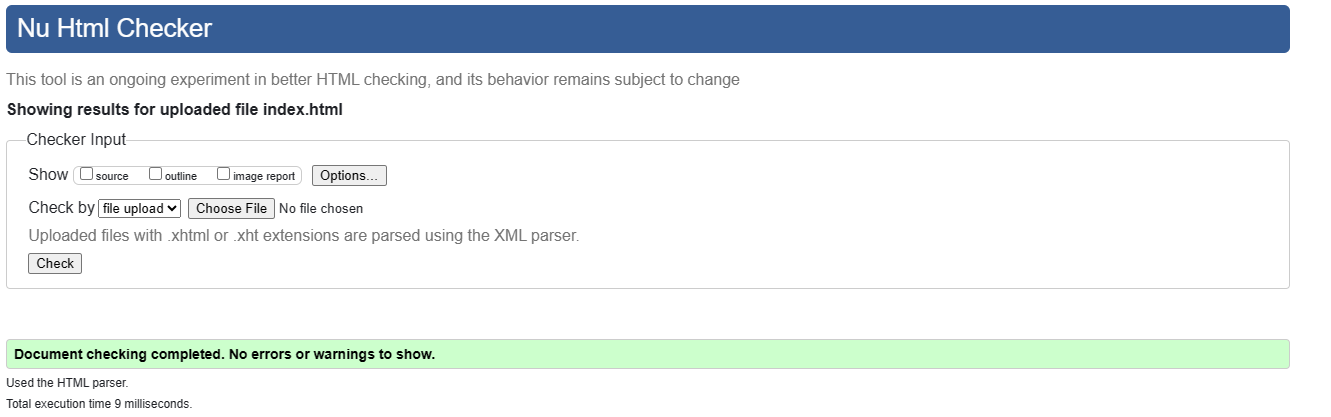 Nu Html Checker
This tool is an ongoing experiment in better HTML checking, and its behavior remains subject to change
Showing results for uploaded file index.html
Checker Input
Show source outline image report Options...
Check by file upload Choose File No file chosen
Uploaded files with .xhtml or .xht extensions are parsed using the XML parser.
Check
Document checking completed. No errors or warnings to show.
Used the HTML parser.
Total execution time 9 milliseconds.